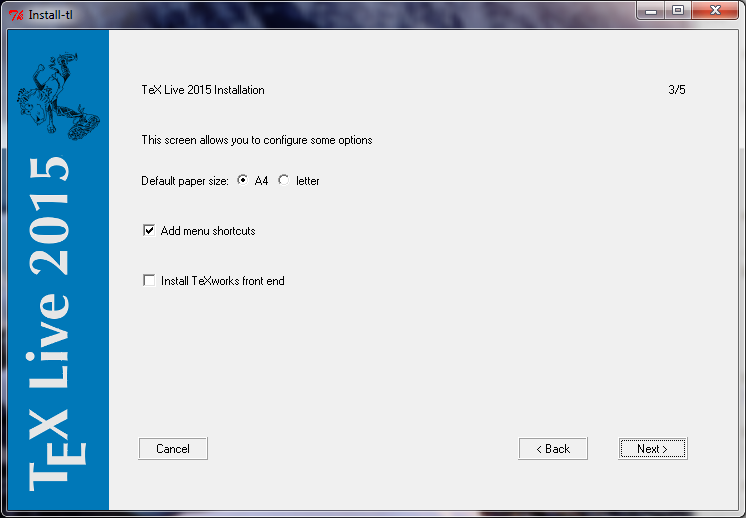 Install-tl
TeX Live 2015
TeX Live 2015 Installation 3/5
This screen allows you to configure some options
Default paper size: A4 letter
Add menu shortcuts
Install TeXworks front end
Cancel < Back Next >